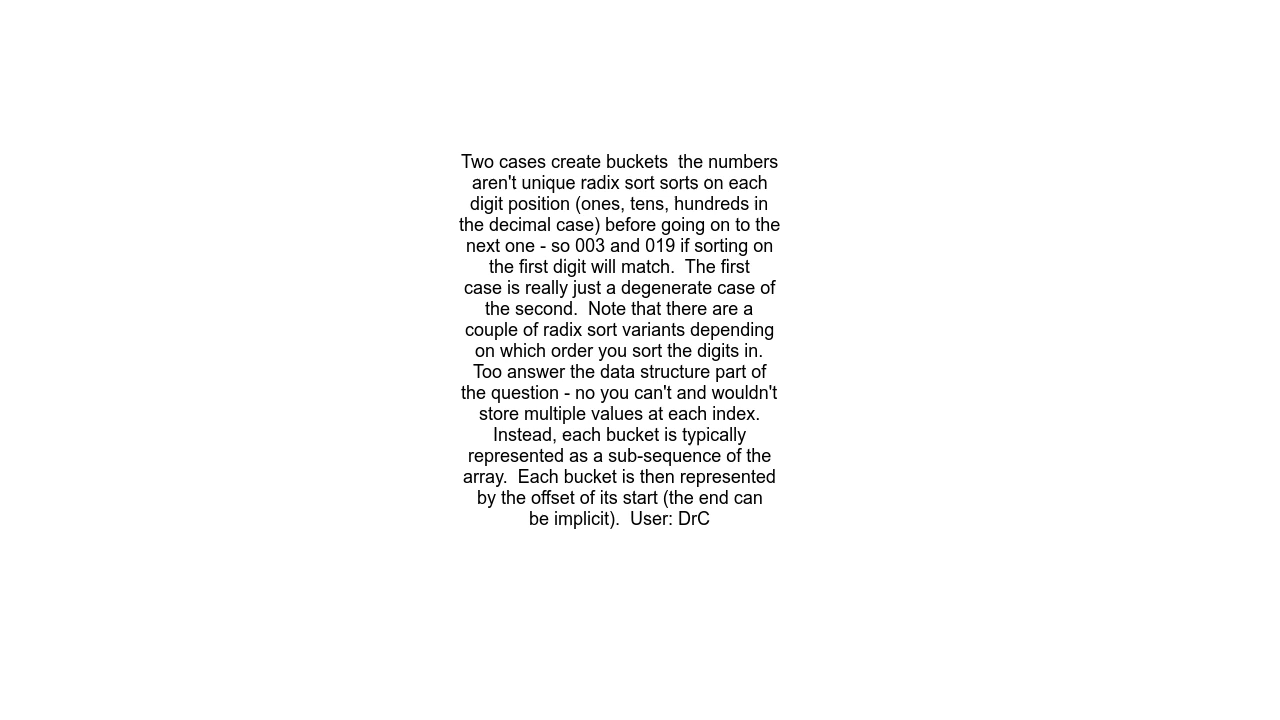 Two cases create buckets  the numbers
aren't unique radix sort sorts on each
digit position (ones, tens, hundreds in
the decimal case) before going on to the
next one - so 003 and 019 if sorting on
the first digit will match.  The first
case is really just a degenerate case of
the second.  Note that there are a
couple of radix sort variants depending
on which order you sort the digits in.
Too answer the data structure part of
the question - no you can't and wouldn't
store multiple values at each index.
Instead, each bucket is typically
represented as a sub-sequence of the
array.  Each bucket is then represented
by the offset of its start (the end can
be implicit).  User: DrC